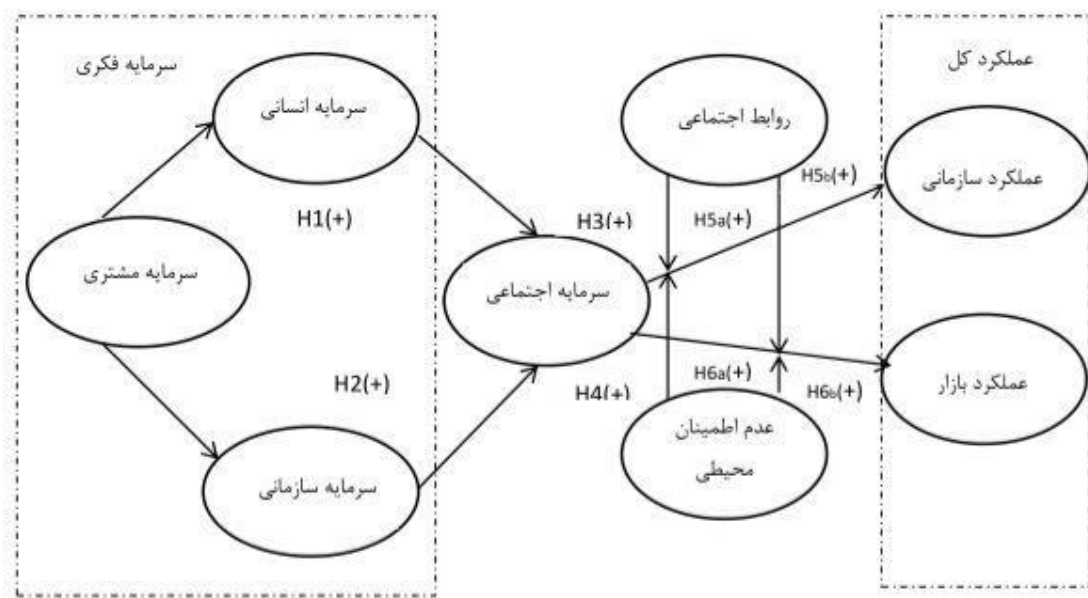 سرمایه فکری
سرمایه انسانی
H1(+)
سرمایه مشتری
H2(+)
سرمایه سازمانی
H3(+)
سرمایه اجتماعی
H4(+)
روابط اجتماعی
H5a(+)
H5b(+)
H6a(+)
H6b(+)
عدم اطمینان
محیطی
عملکرد کل
عملکرد سازمانی
عملکرد بازار